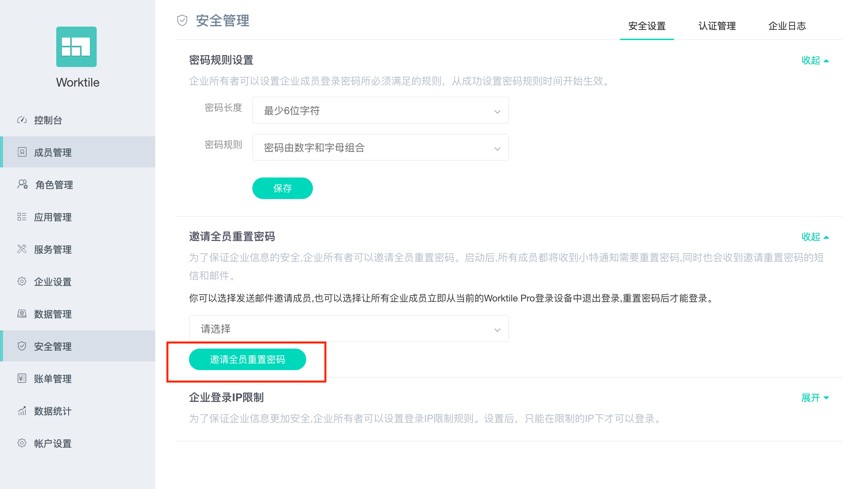 Worktile
控制台
成员管理
角色管理
应用管理
服务管理
企业设置
数据管理
安全管理
账单管理
数据统计
帐户设置
安全管理
安全设置
认证管理
企业日志
密码规则设置
收起
企业所有者可以设置企业成员登录密码所必须满足的规则，从成功设置密码规则时间开始生效。
密码长度
最少6位字符
密码规则
密码由数字和字母组合
保存
邀请全员重置密码
收起
为了保证企业信息的安全,企业所有者可以邀请全员重置密码。启动后,所有成员都将收到小特通知需要重置密码,同时也会收到邀请重置密码的短
信和邮件。
你可以选择发送邮件邀请成员,也可以选择让所有企业成员立即从当前的Worktile Pro登录设备中退出登录,重置密码后才能登录。
请选择
邀请全员重置密码
企业登录IP限制
展开
为了保证企业信息更加安全,企业所有者可以设置登录IP限制规则。设置后，只能在限制的IP下才可以登录。